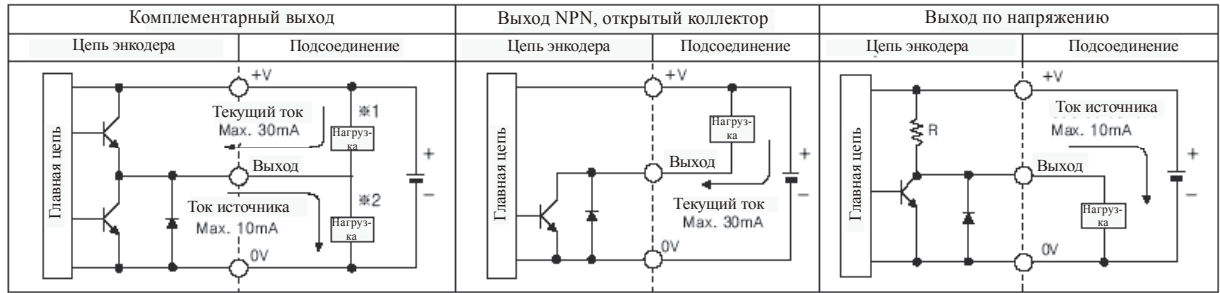 Комплементарный выход
Цепь энкодера
Подсоединение
Главная цепь
+V
Текущий ток
Max. 30mA
※1
Нагруз-
ка
Выход
Ток источника
Max. 10mA
※2
Нагруз-
ка
0V
+
−
Выход NPN, открытый коллектор
Цепь энкодера
Подсоединение
Главная цепь
+V
Нагруз-
ка
Выход
Текущий ток
Max. 30mA
0V
+
−
Выход по напряжению
Цепь энкодера
Подсоединение
Главная цепь
R
+V
Ток источника
Max. 10mA
Выход
Нагруз-
ка
0V
+
−